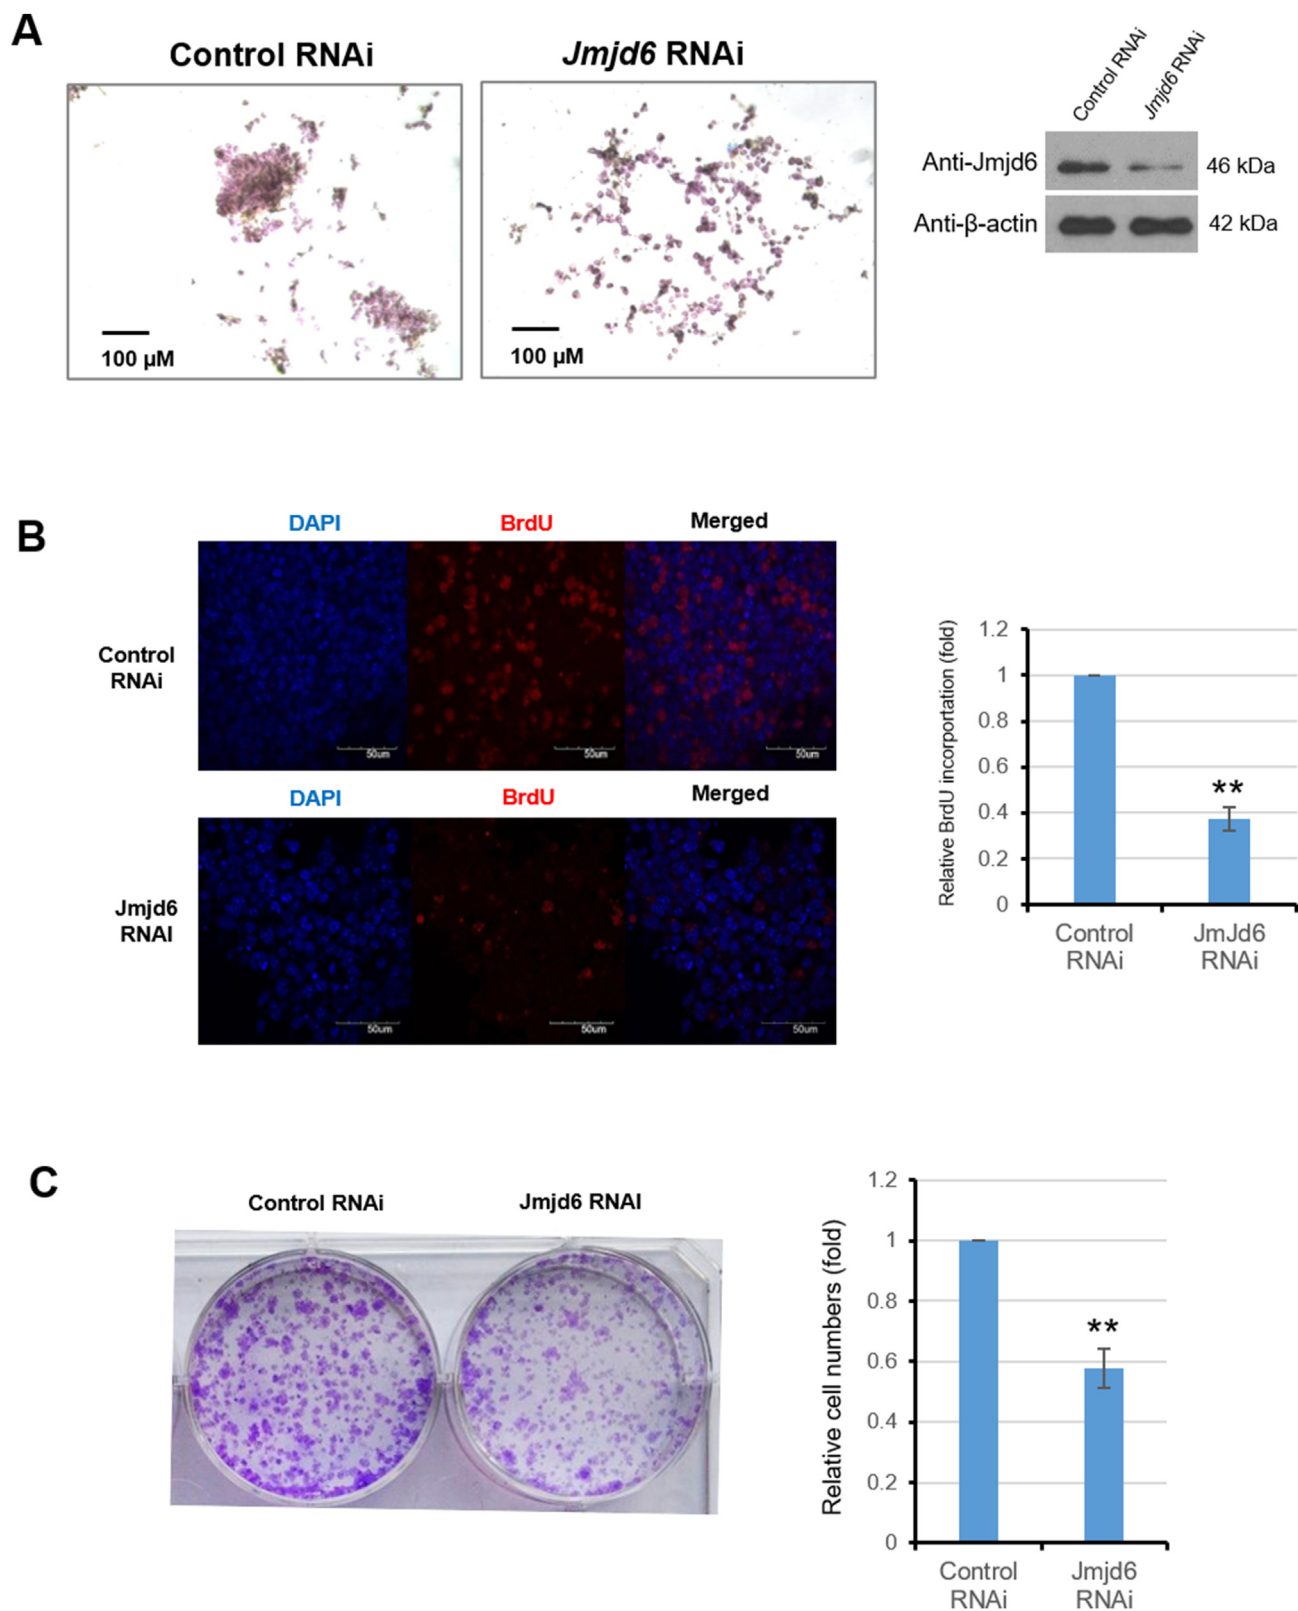 A
Control RNAi
Jmjd6 RNAi
100 µM
100 µM
Control RNAi
Jmjd6 RNAi
Anti-Jmjd6
46 kDa
Anti-β-actin
42 kDa
B
DAPI
BrdU
Merged
Control
RNAi
50um
50um
50um
DAPI
BrdU
Merged
Jmjd6
RNAI
50um
50um
50um
Relative BrdU incorportation (fold)
1.2
1
0.8
0.6
0.4
0.2
0
**
Control
RNAi
JmJd6
RNAi
C
Control RNAi
Jmjd6 RNAI
Relative cell numbers (fold)
1.2
1
0.8
0.6
0.4
0.2
0
**
Control
RNAi
Jmjd6
RNAi